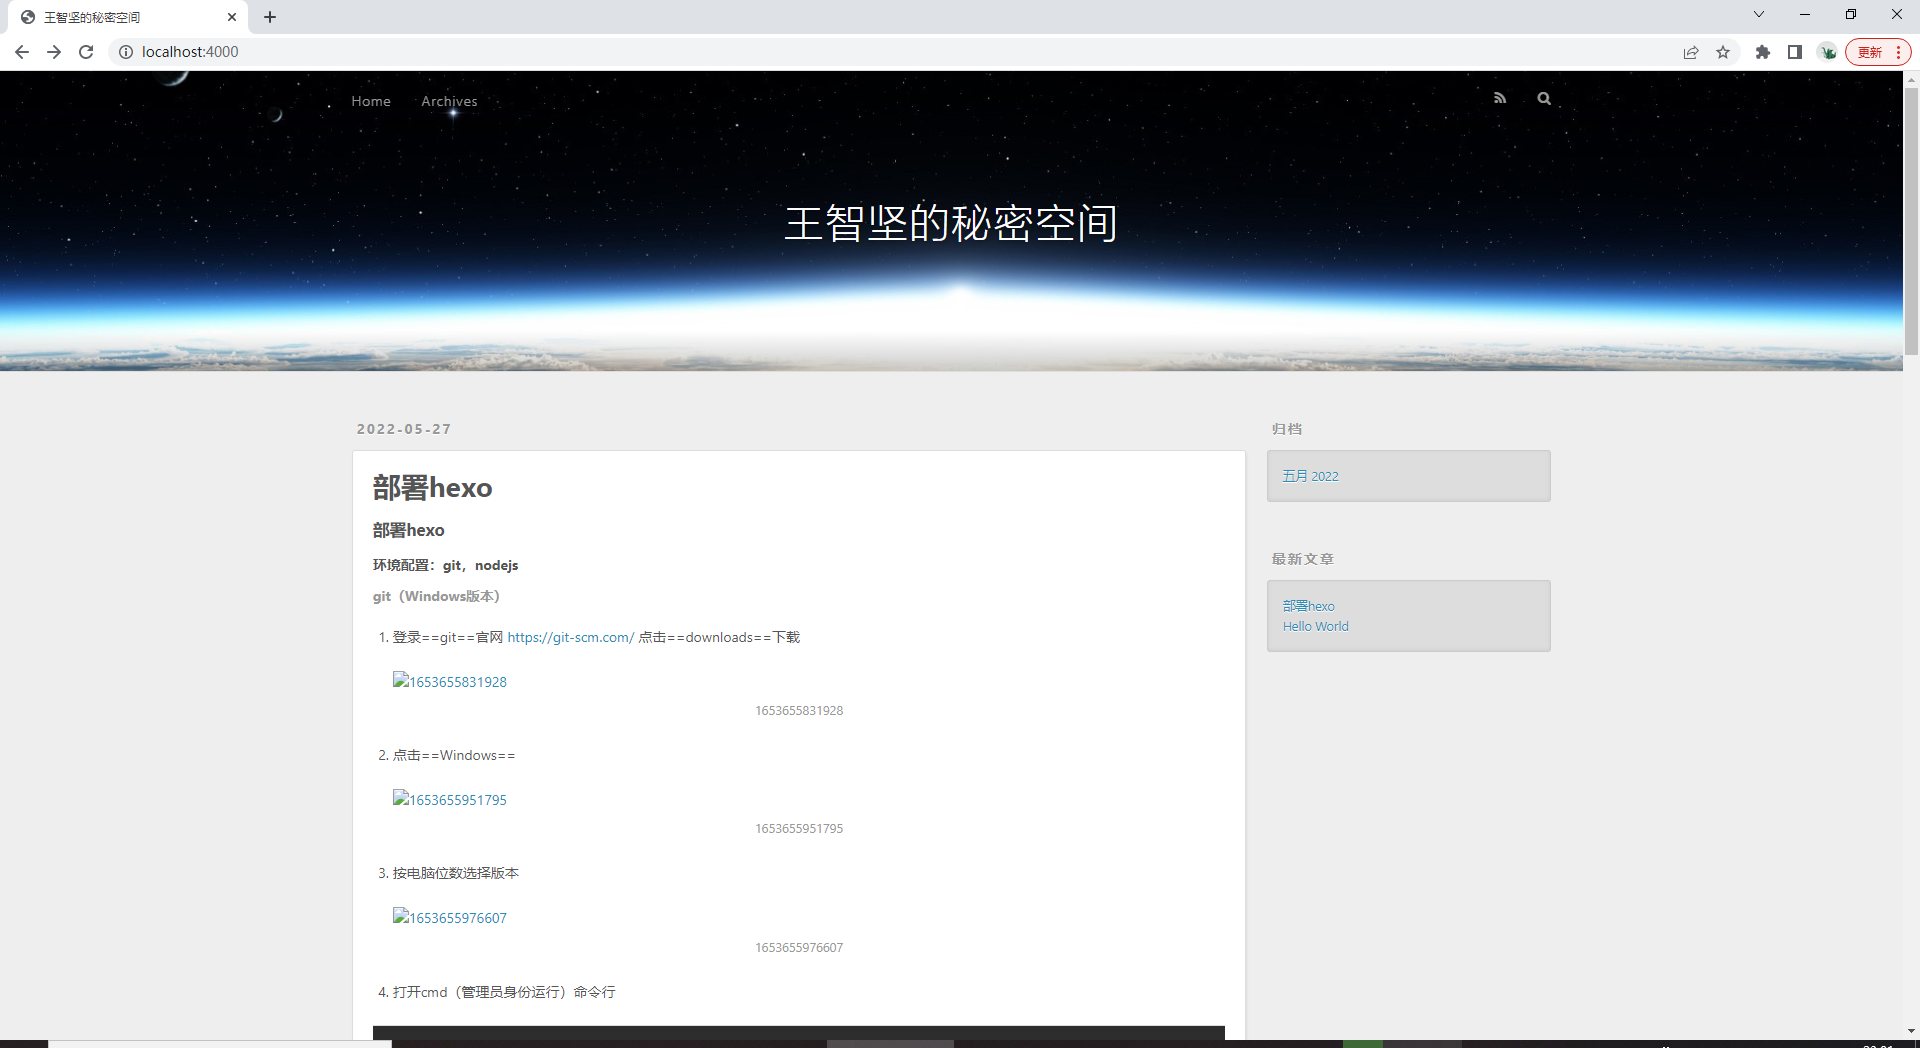 王智坚的秘密空间
localhost:4000
更新
Home
Archives
王智坚的秘密空间
2022-05-27
部署hexo
部署hexo
环境配置：git，nodejs
git（Windows版本）
1. 登录==git==官网 https://git-scm.com/ 点击==downloads==下载
1653655831928
1653655831928
2. 点击==Windows==
1653655951795
1653655951795
3. 按电脑位数选择版本
1653655976607
1653655976607
4. 打开cmd（管理员身份运行）命令行
归档
五月 2022
最新文章
部署hexo
Hello World